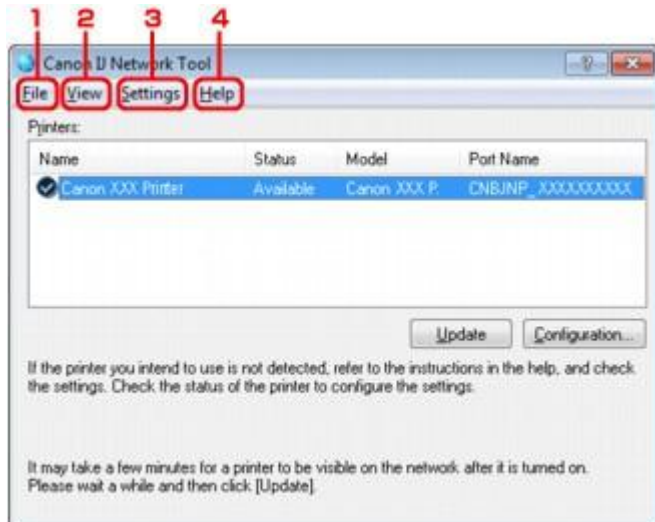 1 2 3 4
Canon IJ Network Tool
File View Settings Help
Printers:
Name Status Model Port Name
Canon XXX Printer Available Canon XXX P. CNBJNP_XXXXXXXXXX
Update Configuration...
If the printer you intend to use is not detected, refer to the instructions in the help, and check
the settings. Check the status of the printer to configure the settings.
It may take a few minutes for a printer to be visible on the network after it is turned on.
Please wait a while and then click [Update].